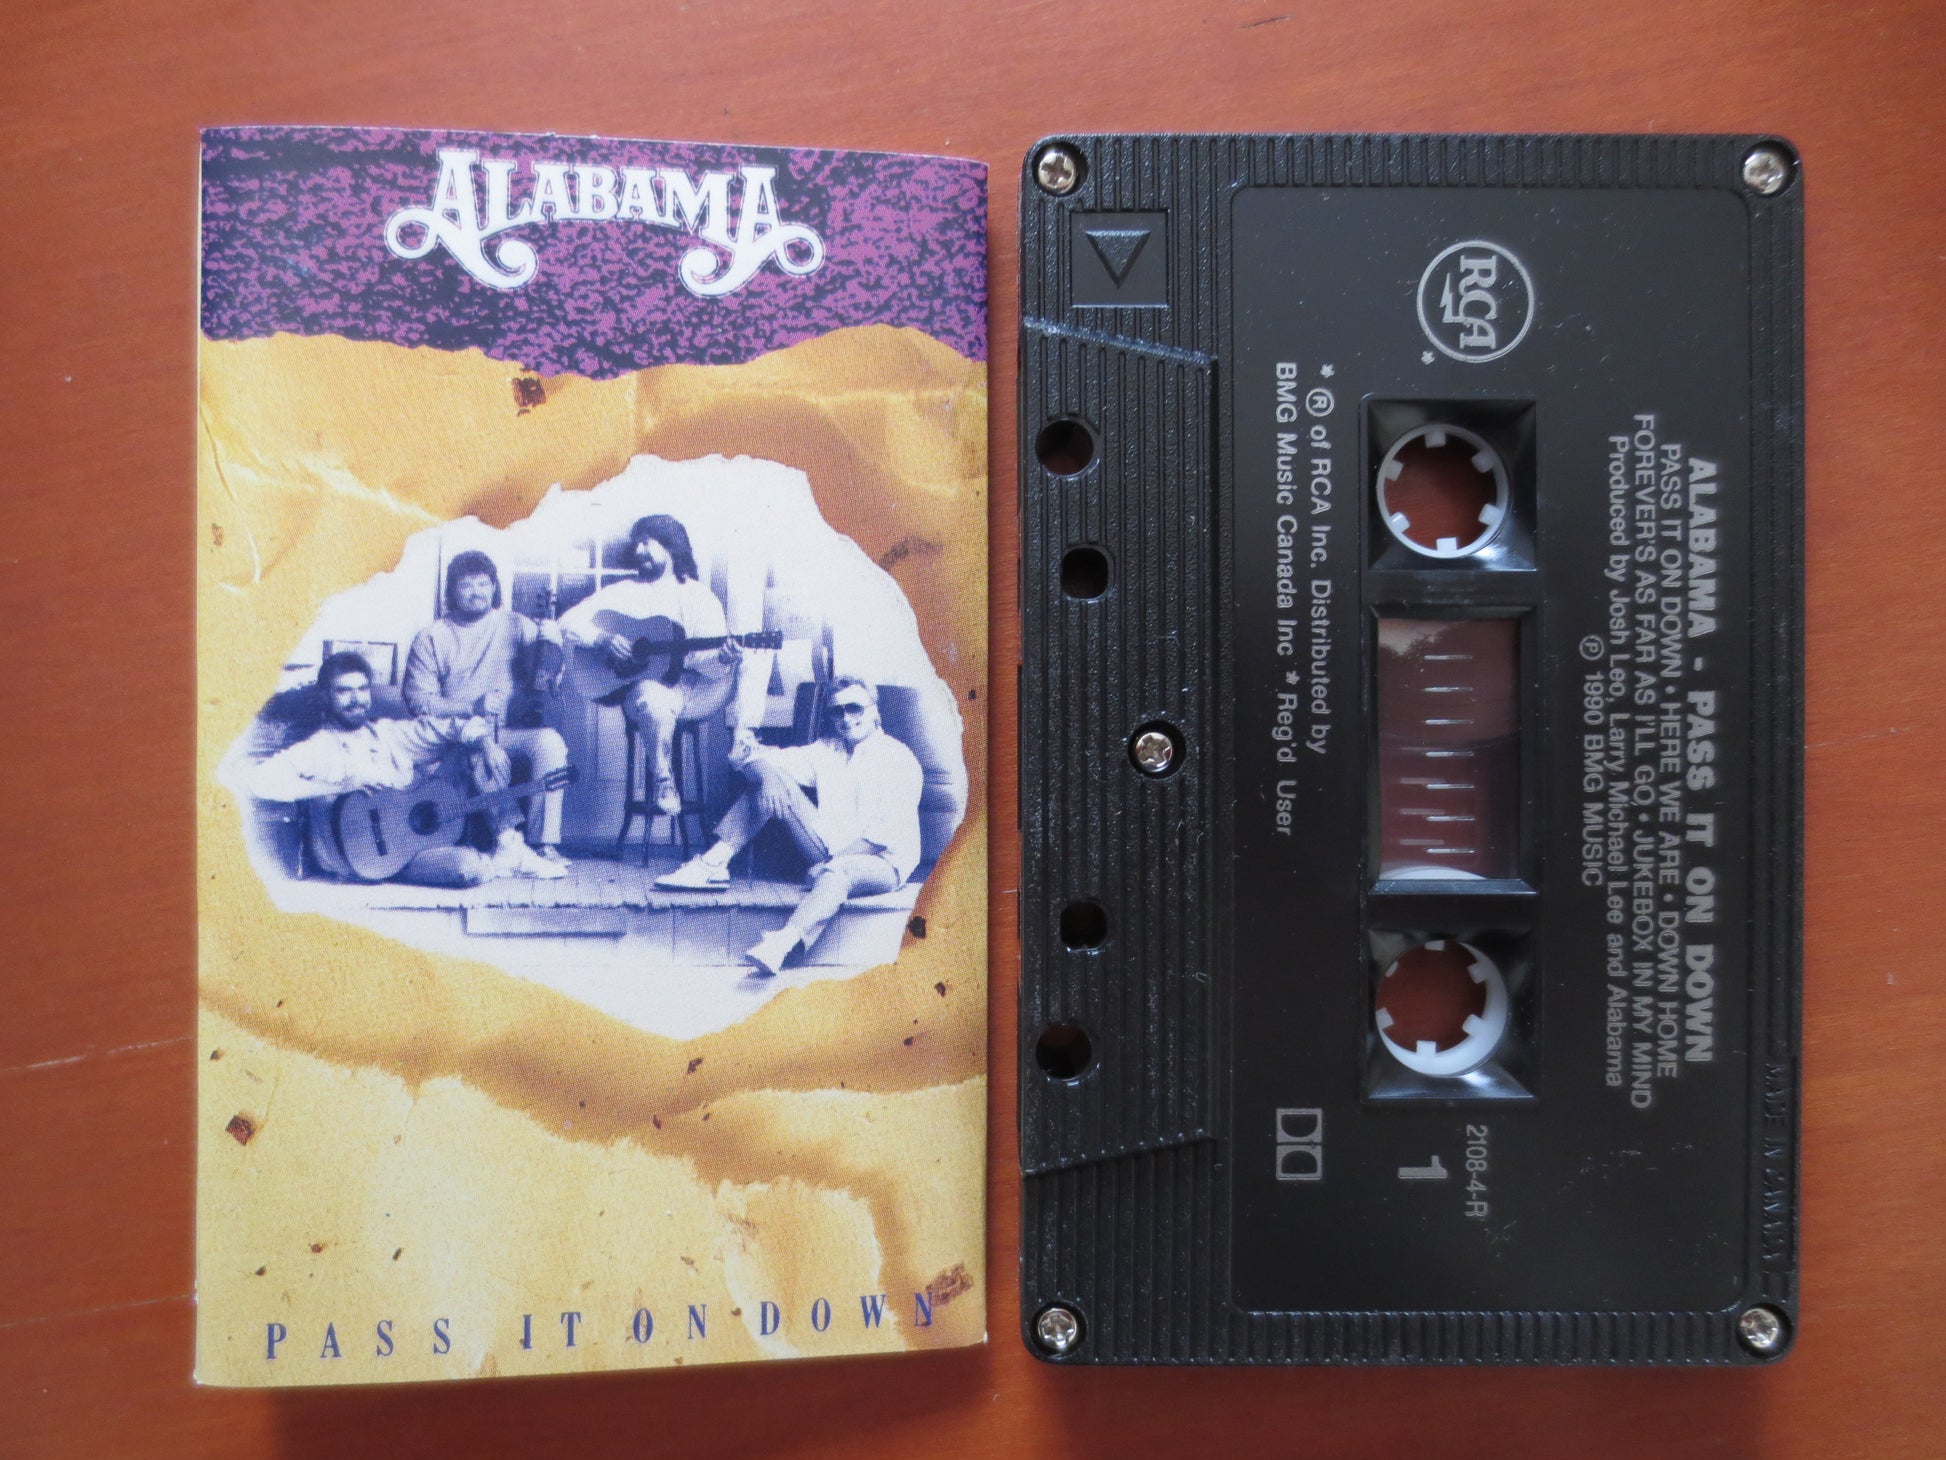 ALABAMA
PASS IT ON DOWN
ALABAMA - PASS IT ON DOWN
PASS IT ON DOWN • HERE WE ARE • DOWN HOME
FOREVER'S AS FAR AS I'LL GO • JUKEBOX IN MY MIND
Produced by Josh Leo, Larry Michael Lee and Alabama
℗ 1990 BMG MUSIC
RCA
*
2108-4-R
1
* ® of RCA Inc. Distributed by
BMG Music Canada Inc * Reg'd User
MADE IN CANADA